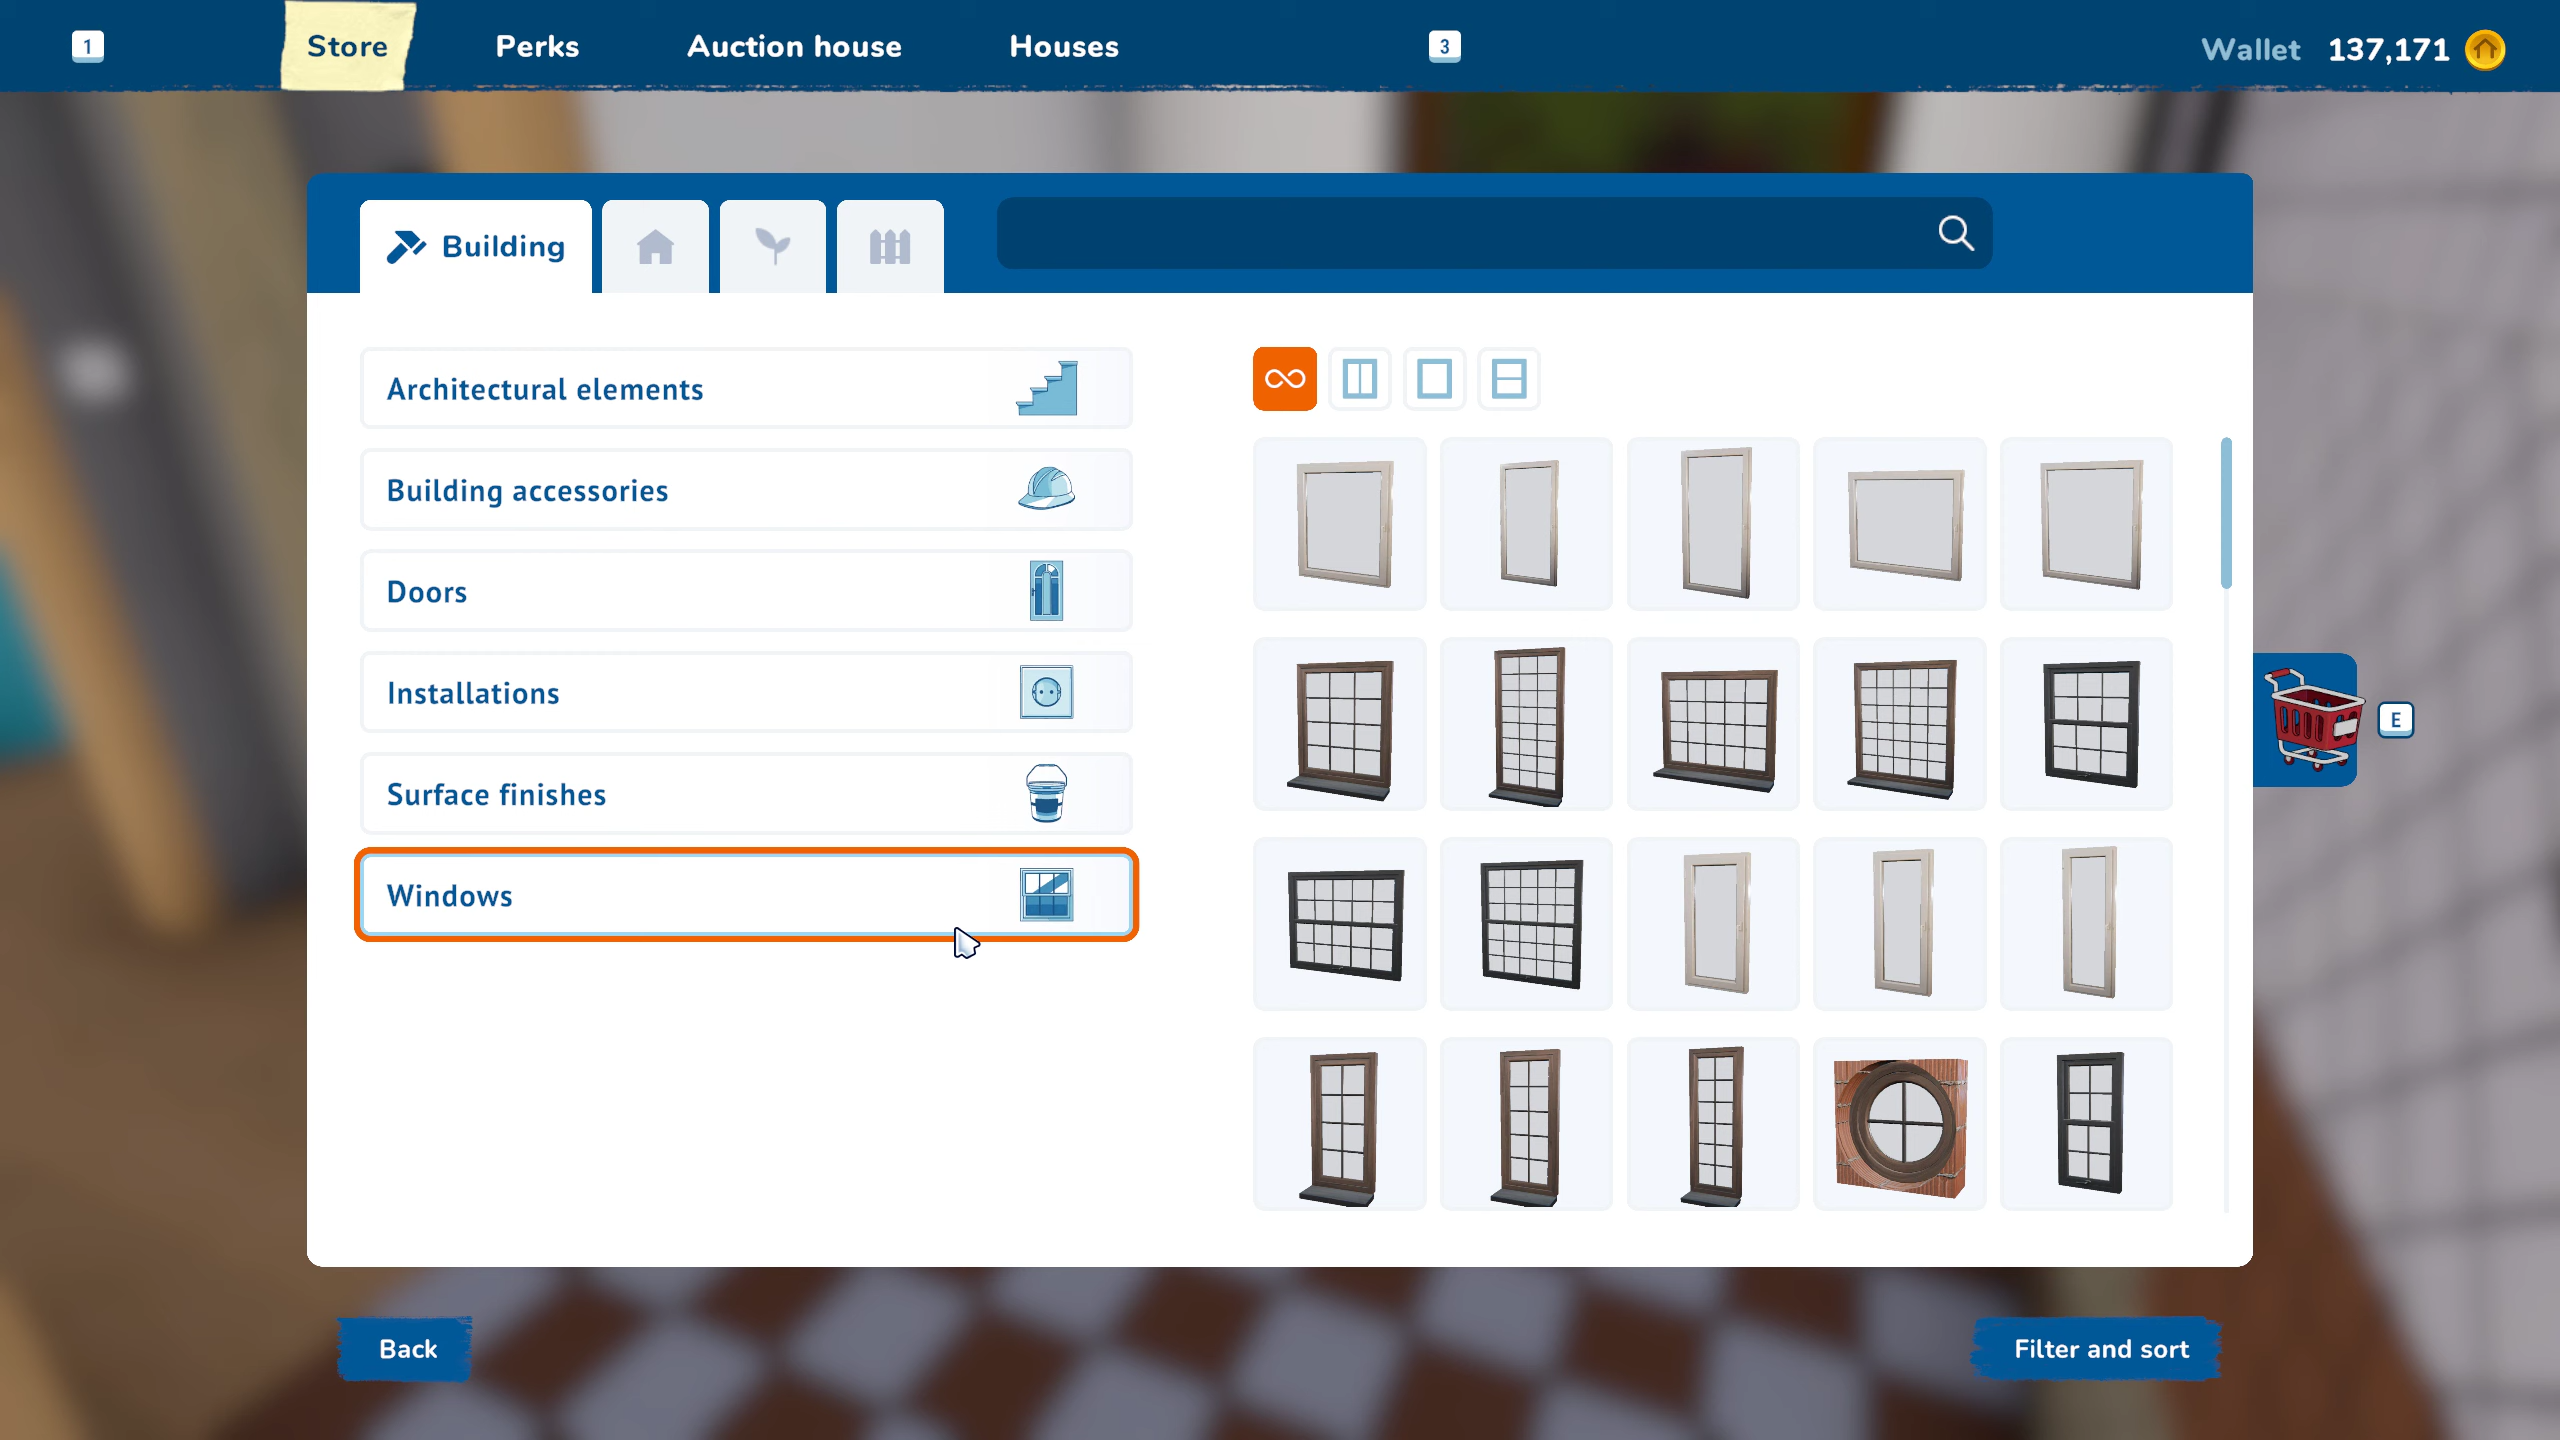 1
Store
Perks
Auction house
Houses
3
Wallet 137,171
Building
Architectural elements
Building accessories
Doors
Installations
Surface finishes
Windows
E
Back
Filter and sort